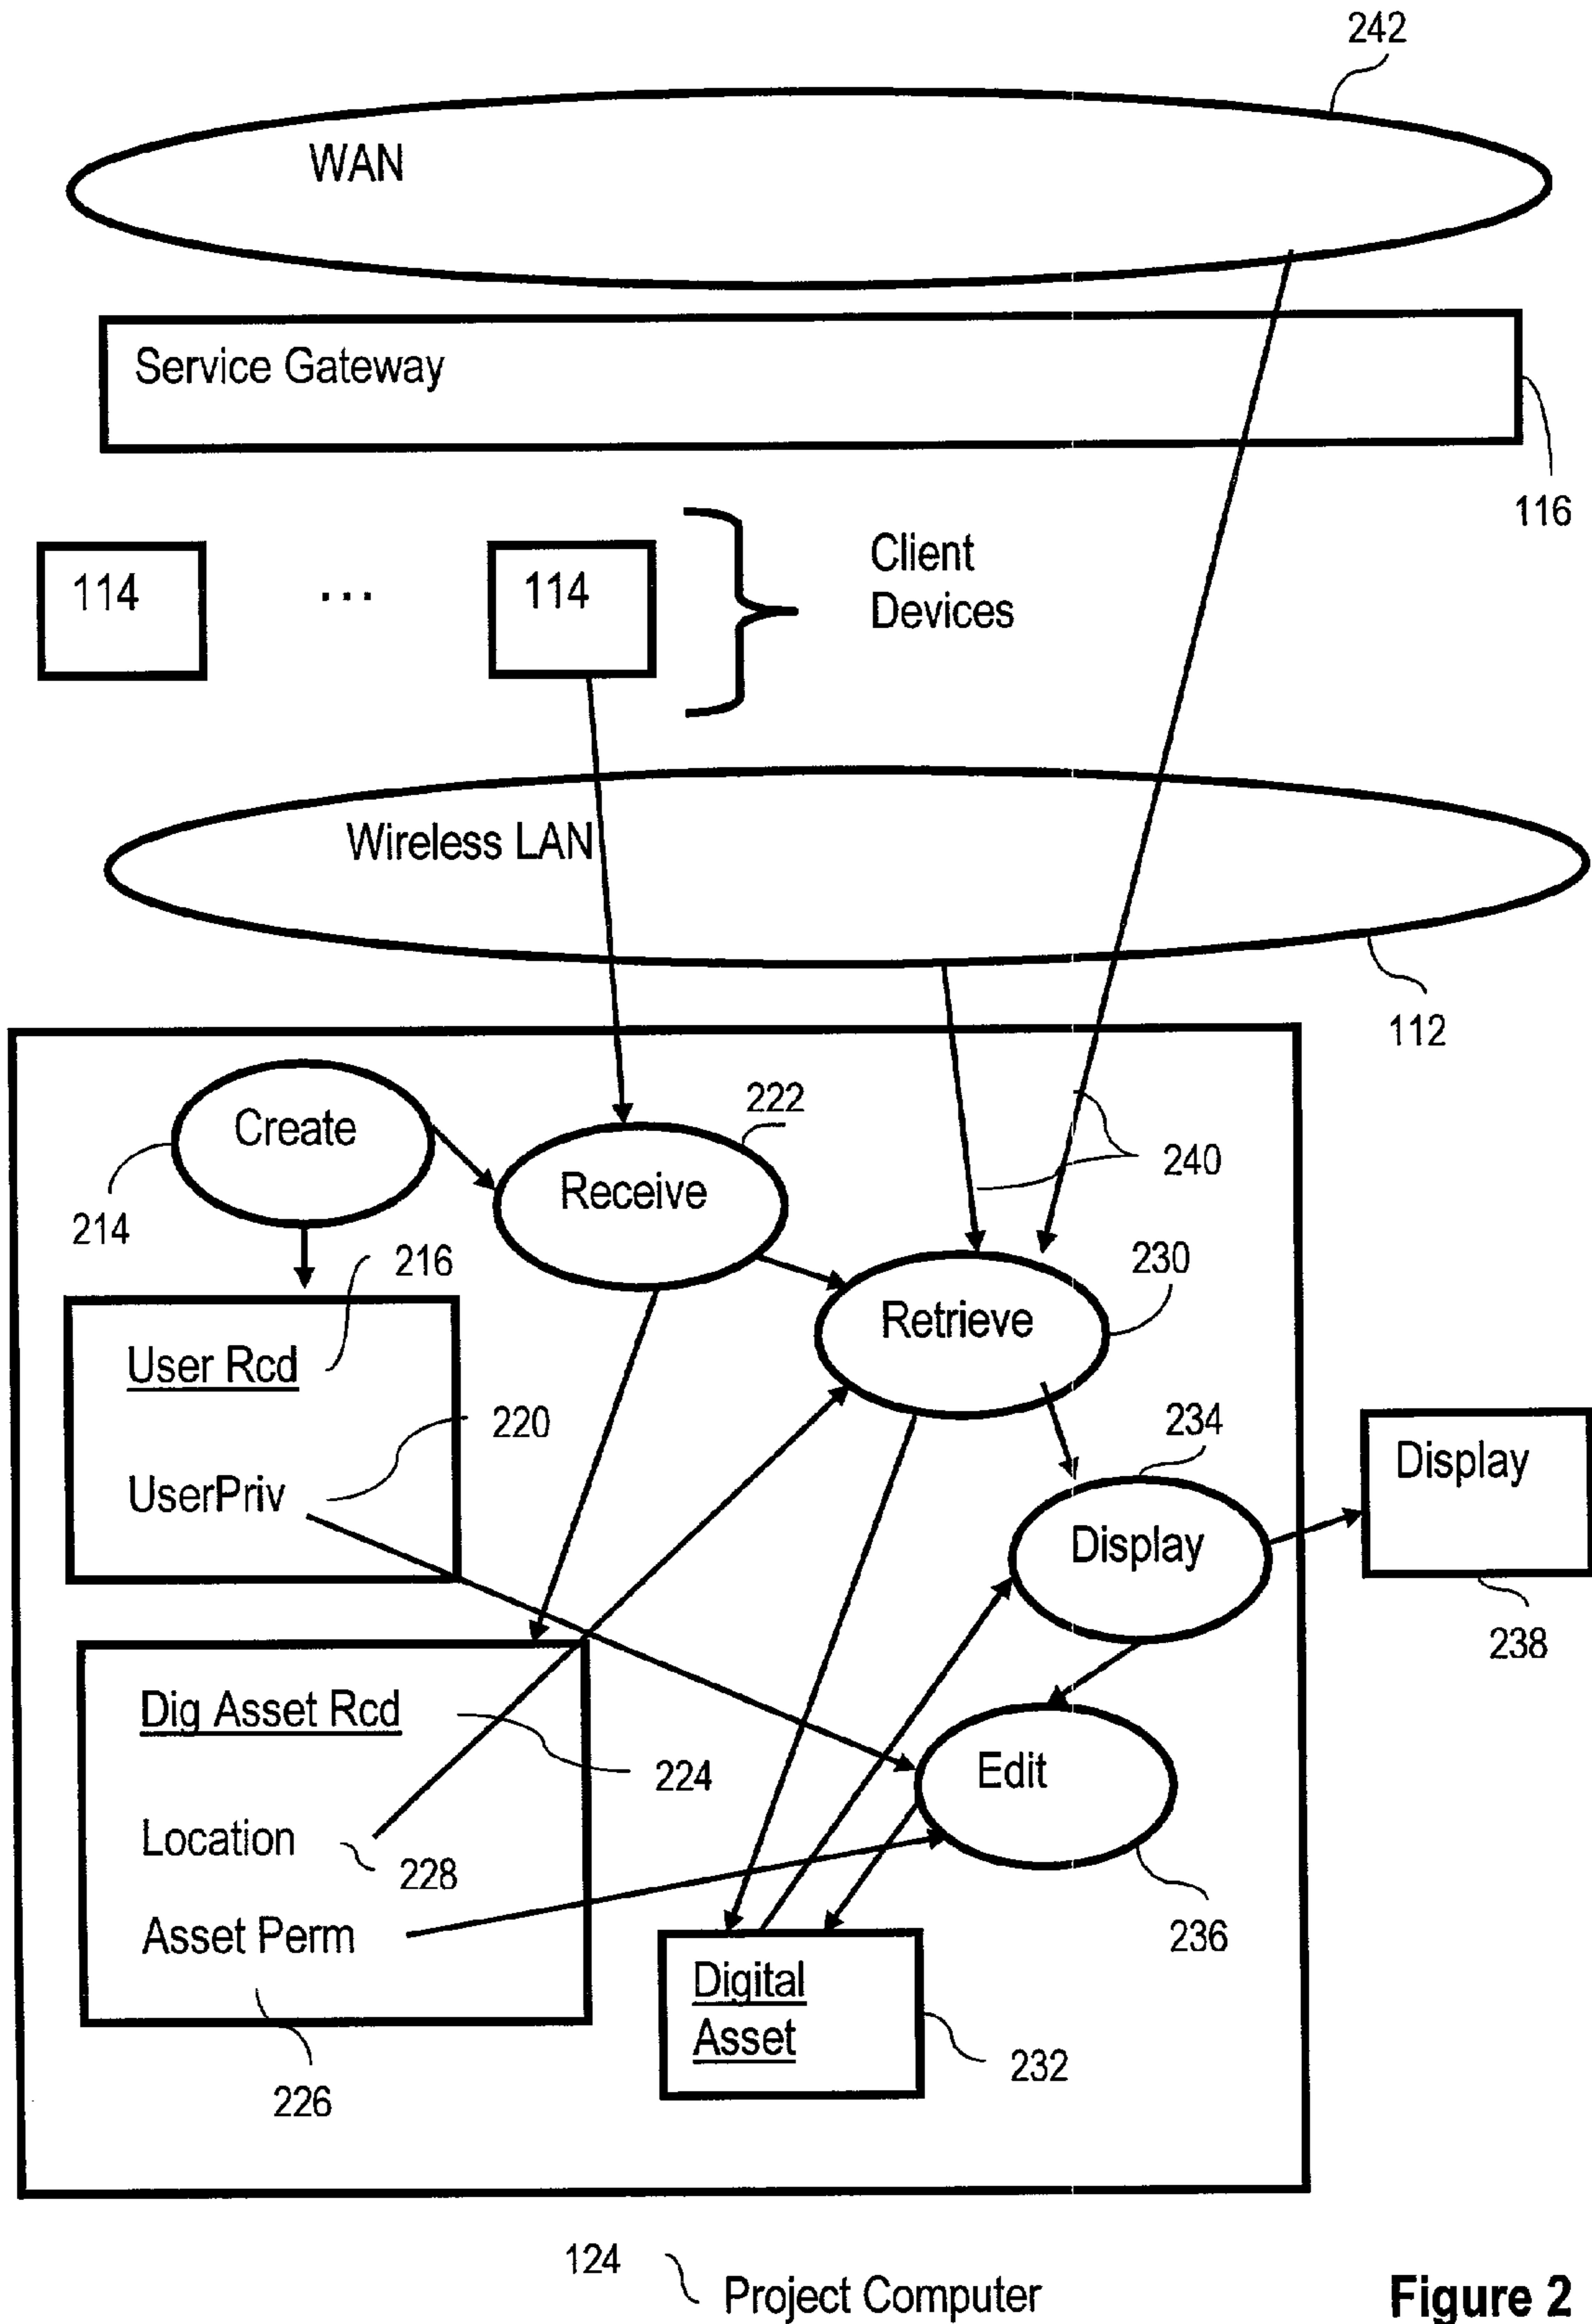 242
WAN
Service Gateway
116
114
...
114
Client
Devices
Wireless LAN
112
Create
222
Receive
240
214
216
230
Retrieve
User Rcd
220
234
Display
UserPriv
Display
238
Dig Asset Rcd
224
Edit
Location
228
Asset Perm
236
Digital
Asset
232
226
124
Project Computer
Figure 2